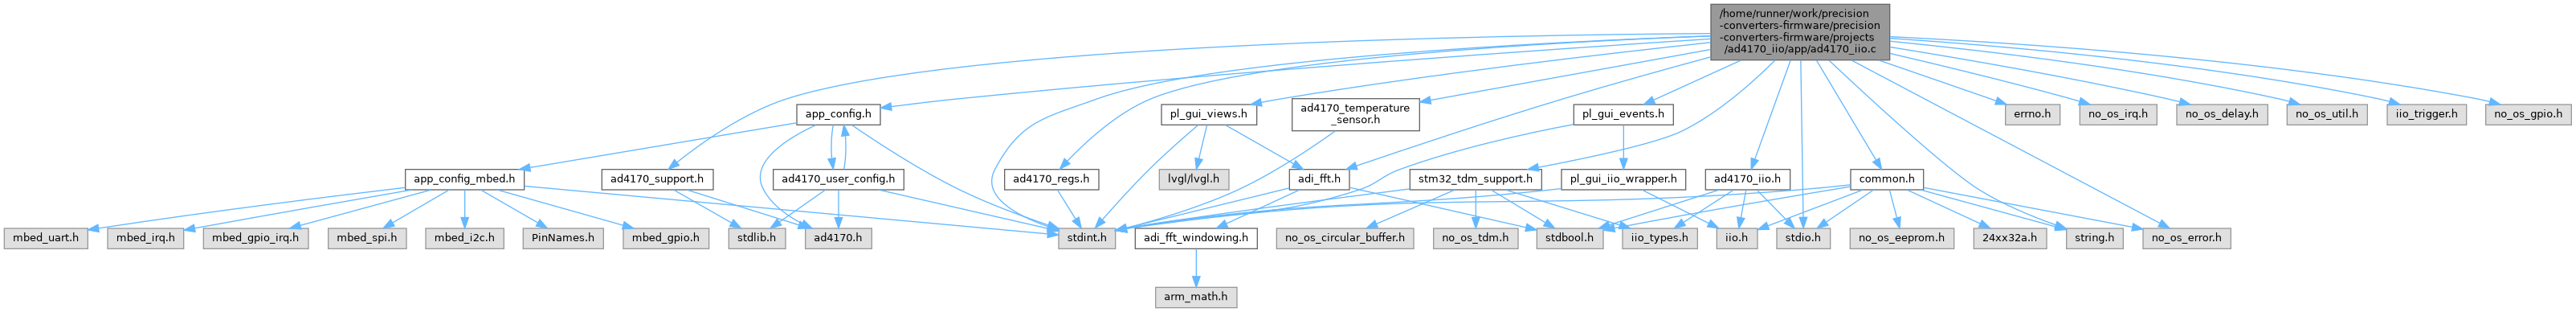 /home/runner/work/precision
-converters-firmware/precision
-converters-firmware/projects
/ad4170_iio/app/ad4170_iio.c
app_config.h
pl_gui_views.h
ad4170_temperature
_sensor.h
pl_gui_events.h
errno.h
no_os_irq.h
no_os_delay.h
no_os_util.h
iio_trigger.h
no_os_gpio.h
app_config_mbed.h
ad4170_support.h
ad4170_user_config.h
ad4170_regs.h
lvgl/lvgl.h
adi_fft.h
stm32_tdm_support.h
pl_gui_iio_wrapper.h
ad4170_iio.h
common.h
mbed_uart.h
mbed_irq.h
mbed_gpio_irq.h
mbed_spi.h
mbed_i2c.h
PinNames.h
mbed_gpio.h
stdlib.h
ad4170.h
stdint.h
adi_fft_windowing.h
no_os_circular_buffer.h
no_os_tdm.h
stdbool.h
iio_types.h
iio.h
stdio.h
no_os_eeprom.h
24xx32a.h
string.h
no_os_error.h
arm_math.h